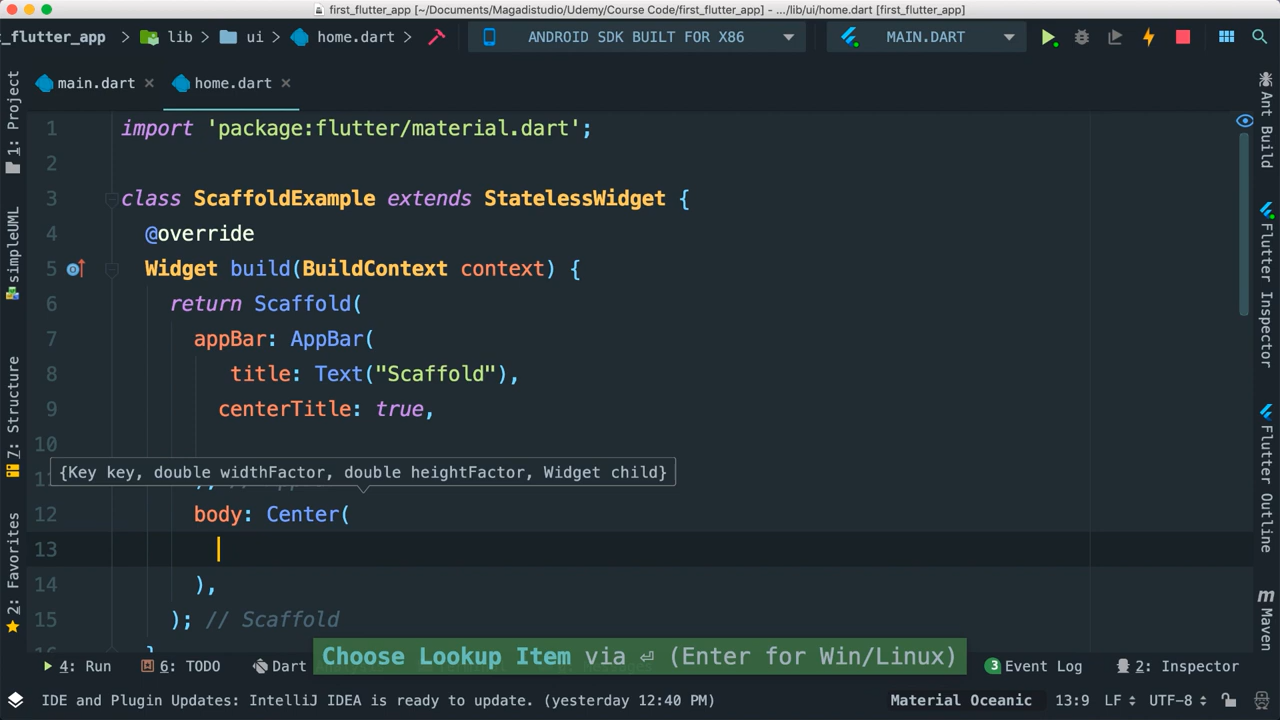 first_flutter_app [~/Documents/Magadistudio/Udemy/Course Code/first_flutter_app] - .../lib/ui/home.dart [first_flutter_app]
t_flutter_app
lib
ui
home.dart
ANDROID SDK BUILT FOR X86
MAIN.DART
main.dart
home.dart
1: Project
simpleUML
7: Structure
2: Favorites
1 import 'package:flutter/material.dart';
2
3 class ScaffoldExample extends StatelessWidget {
4 @override
5 Widget build(BuildContext context) {
6 return Scaffold(
7 appBar: AppBar(
8 title: Text("Scaffold"),
9 centerTitle: true,
10
{Key key, double widthFactor, double heightFactor, Widget child}
12 body: Center(
13
14 ),
15 ); // Scaffold
Ant Build
Flutter Inspector
Flutter Outline
m Maven
Choose Lookup Item via ⏎ (Enter for Win/Linux)
4: Run
6: TODO
Dart
3 Event Log
2: Inspector
IDE and Plugin Updates: IntelliJ IDEA is ready to update. (yesterday 12:40 PM)
Material Oceanic
13:9
LF
UTF-8